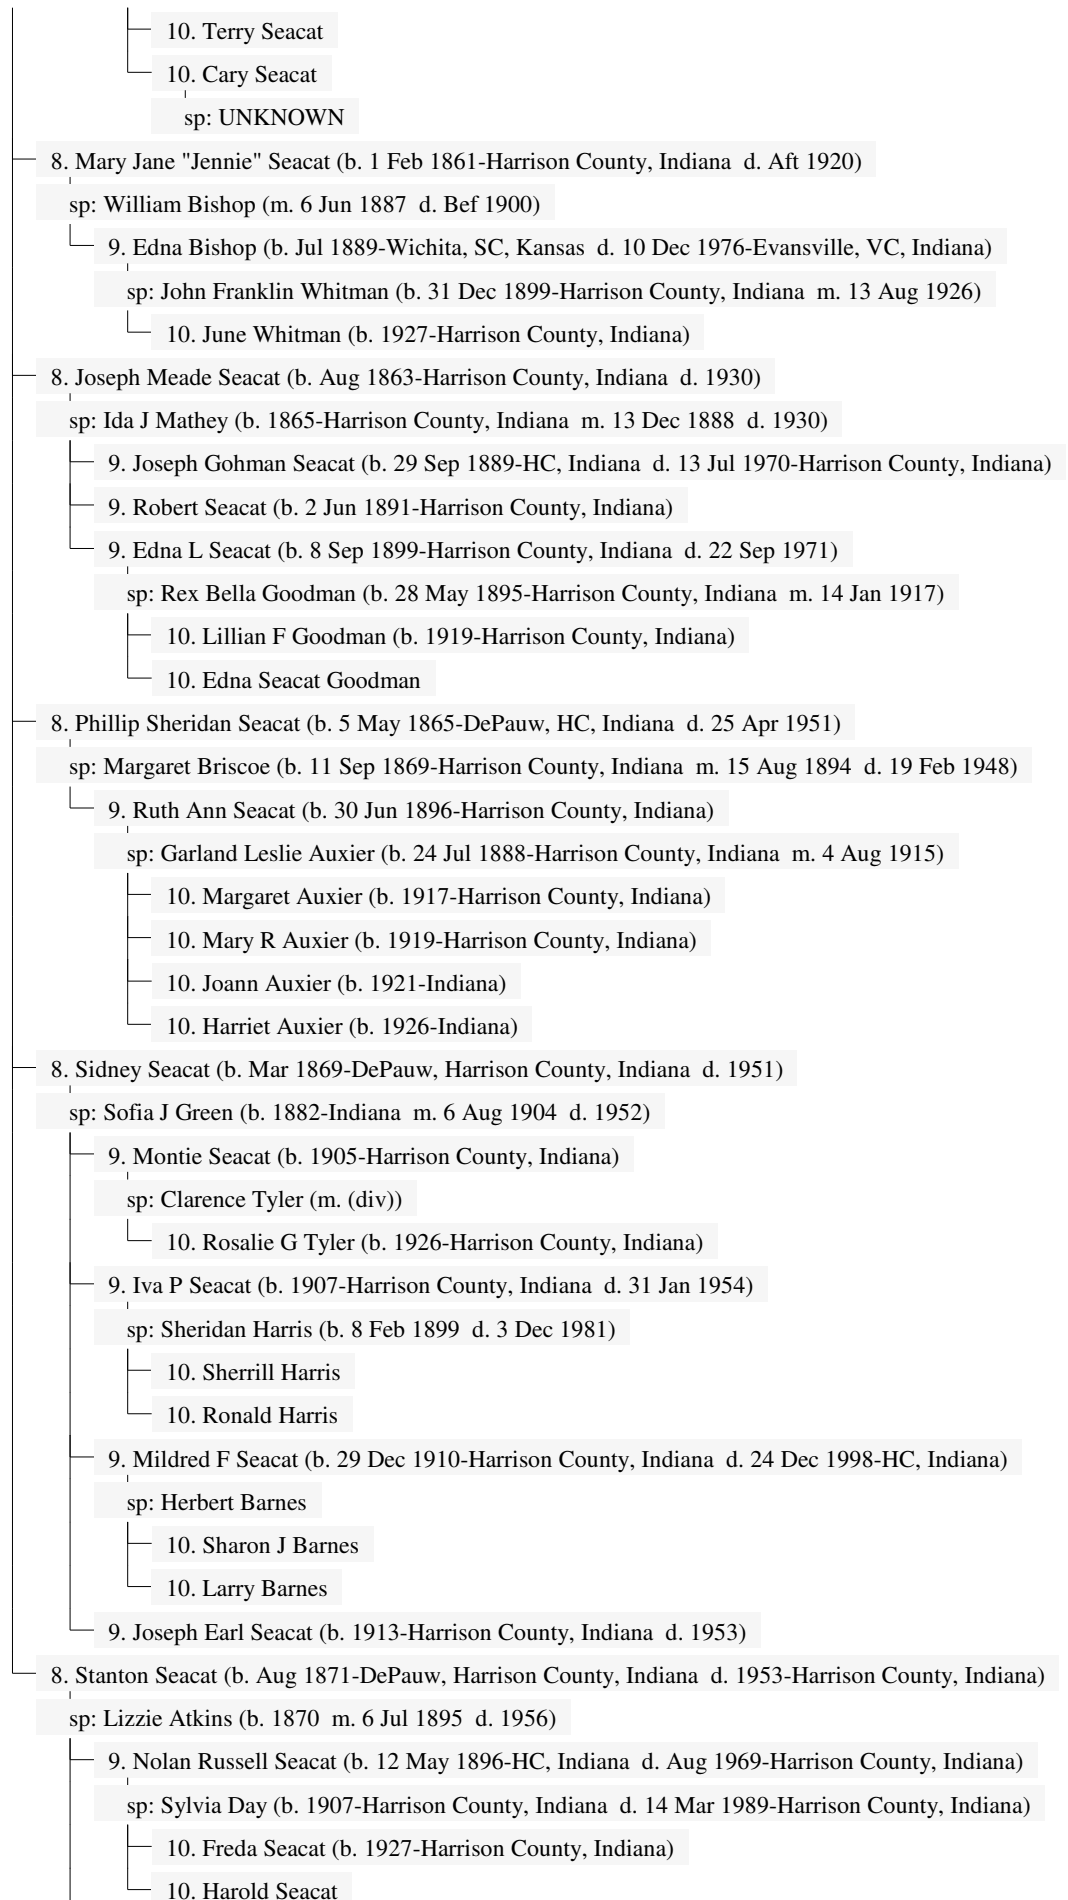 10. Terry Seacat
10. Cary Seacat
sp: UNKNOWN
8. Mary Jane "Jennie" Seacat (b. 1 Feb 1861-Harrison County, Indiana d. Aft 1920)
sp: William Bishop (m. 6 Jun 1887 d. Bef 1900)
9. Edna Bishop (b. Jul 1889-Wichita, SC, Kansas d. 10 Dec 1976-Evansville, VC, Indiana)
sp: John Franklin Whitman (b. 31 Dec 1899-Harrison County, Indiana m. 13 Aug 1926)
10. June Whitman (b. 1927-Harrison County, Indiana)
8. Joseph Meade Seacat (b. Aug 1863-Harrison County, Indiana d. 1930)
sp: Ida J Mathey (b. 1865-Harrison County, Indiana m. 13 Dec 1888 d. 1930)
9. Joseph Gohman Seacat (b. 29 Sep 1889-HC, Indiana d. 13 Jul 1970-Harrison County, Indiana)
9. Robert Seacat (b. 2 Jun 1891-Harrison County, Indiana)
9. Edna L Seacat (b. 8 Sep 1899-Harrison County, Indiana d. 22 Sep 1971)
sp: Rex Bella Goodman (b. 28 May 1895-Harrison County, Indiana m. 14 Jan 1917)
10. Lillian F Goodman (b. 1919-Harrison County, Indiana)
10. Edna Seacat Goodman
8. Phillip Sheridan Seacat (b. 5 May 1865-DePauw, HC, Indiana d. 25 Apr 1951)
sp: Margaret Briscoe (b. 11 Sep 1869-Harrison County, Indiana m. 15 Aug 1894 d. 19 Feb 1948)
9. Ruth Ann Seacat (b. 30 Jun 1896-Harrison County, Indiana)
sp: Garland Leslie Auxier (b. 24 Jul 1888-Harrison County, Indiana m. 4 Aug 1915)
10. Margaret Auxier (b. 1917-Harrison County, Indiana)
10. Mary R Auxier (b. 1919-Harrison County, Indiana)
10. Joann Auxier (b. 1921-Indiana)
10. Harriet Auxier (b. 1926-Indiana)
8. Sidney Seacat (b. Mar 1869-DePauw, Harrison County, Indiana d. 1951)
sp: Sofia J Green (b. 1882-Indiana m. 6 Aug 1904 d. 1952)
9. Montie Seacat (b. 1905-Harrison County, Indiana)
sp: Clarence Tyler (m. (div))
10. Rosalie G Tyler (b. 1926-Harrison County, Indiana)
9. Iva P Seacat (b. 1907-Harrison County, Indiana d. 31 Jan 1954)
sp: Sheridan Harris (b. 8 Feb 1899 d. 3 Dec 1981)
10. Sherrill Harris
10. Ronald Harris
9. Mildred F Seacat (b. 29 Dec 1910-Harrison County, Indiana d. 24 Dec 1998-HC, Indiana)
sp: Herbert Barnes
10. Sharon J Barnes
10. Larry Barnes
9. Joseph Earl Seacat (b. 1913-Harrison County, Indiana d. 1953)
8. Stanton Seacat (b. Aug 1871-DePauw, Harrison County, Indiana d. 1953-Harrison County, Indiana)
sp: Lizzie Atkins (b. 1870 m. 6 Jul 1895 d. 1956)
9. Nolan Russell Seacat (b. 12 May 1896-HC, Indiana d. Aug 1969-Harrison County, Indiana)
sp: Sylvia Day (b. 1907-Harrison County, Indiana d. 14 Mar 1989-Harrison County, Indiana)
10. Freda Seacat (b. 1927-Harrison County, Indiana)
10. Harold Seacat